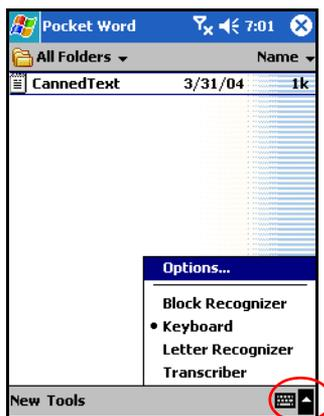 Pocket Word 7:01
All Folders Name
CannedText 3/31/04 1k
Options...
Block Recognizer
Keyboard
Letter Recognizer
Transcriber
New Tools